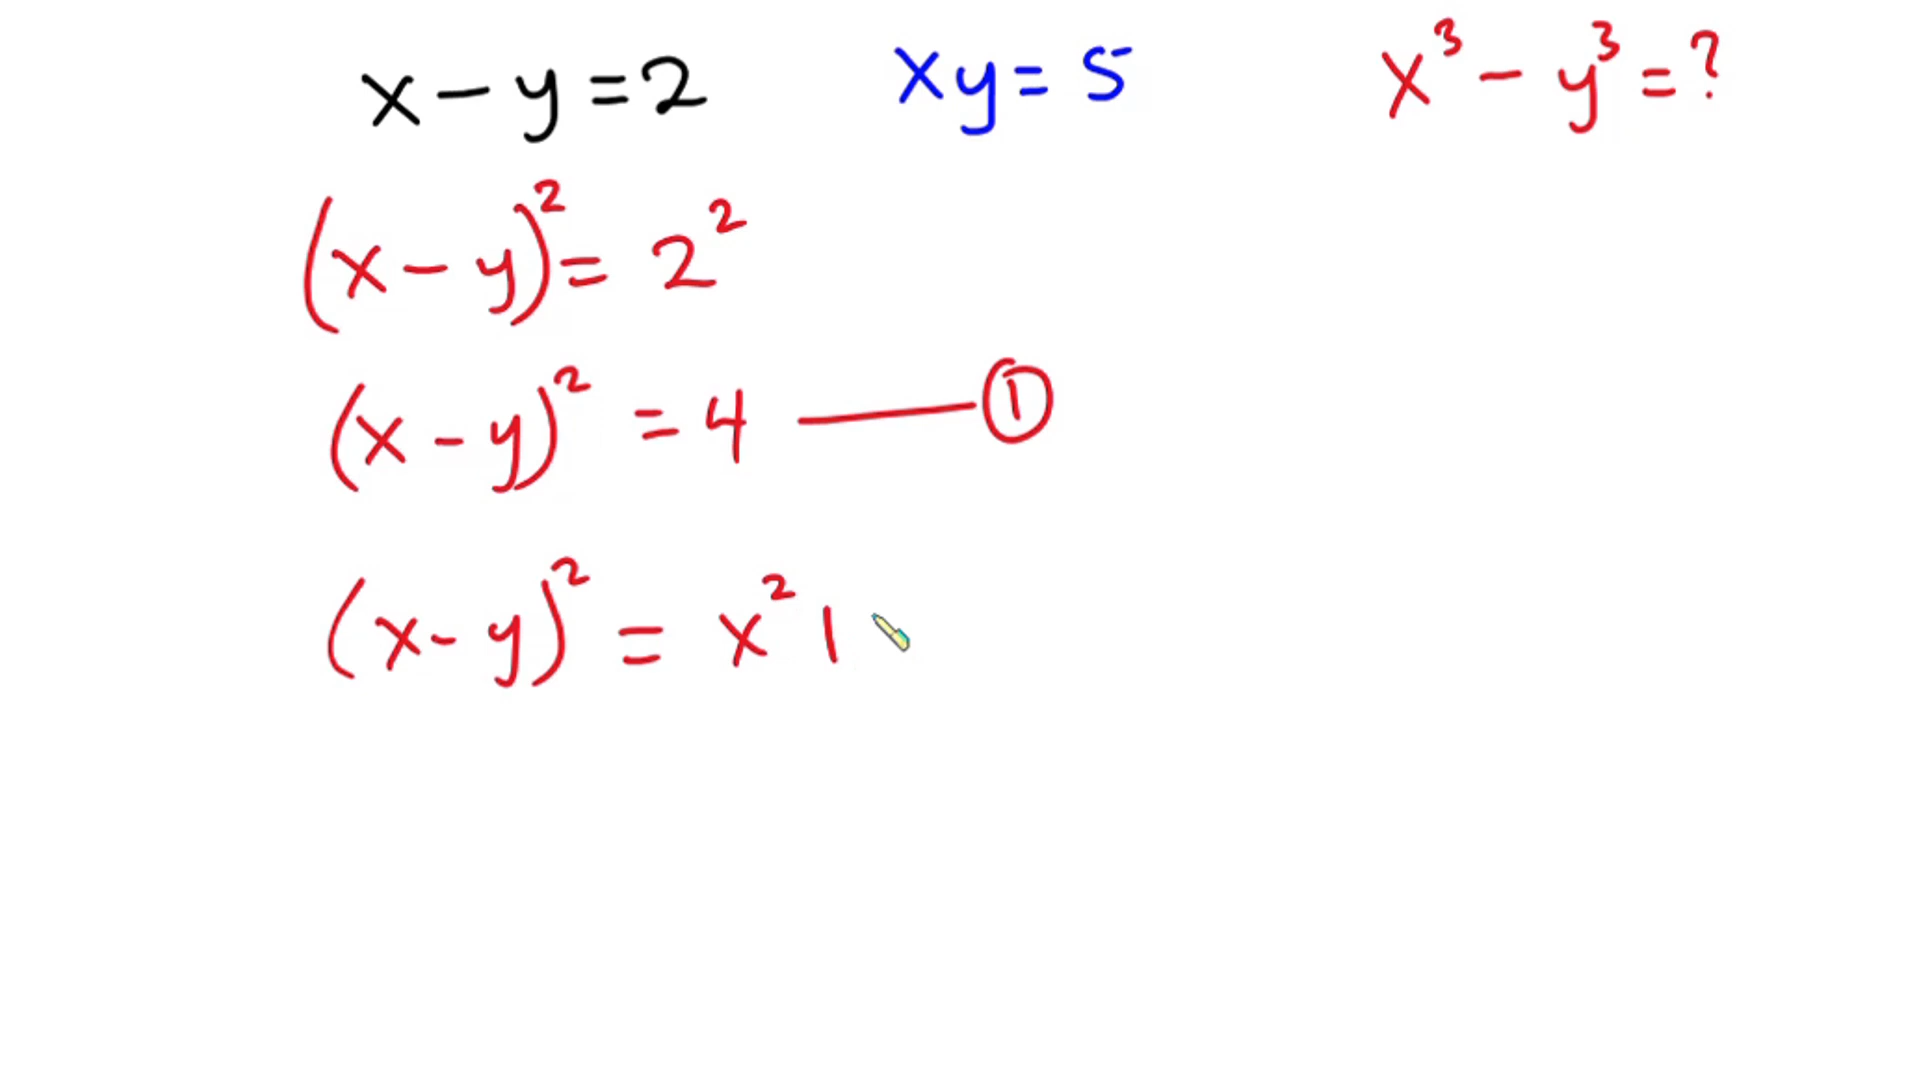 x - y = 2   xy = 5   x³ - y³ = ?
(x - y)² = 2²
(x - y)² = 4 —— ①
(x - y)² = x² |